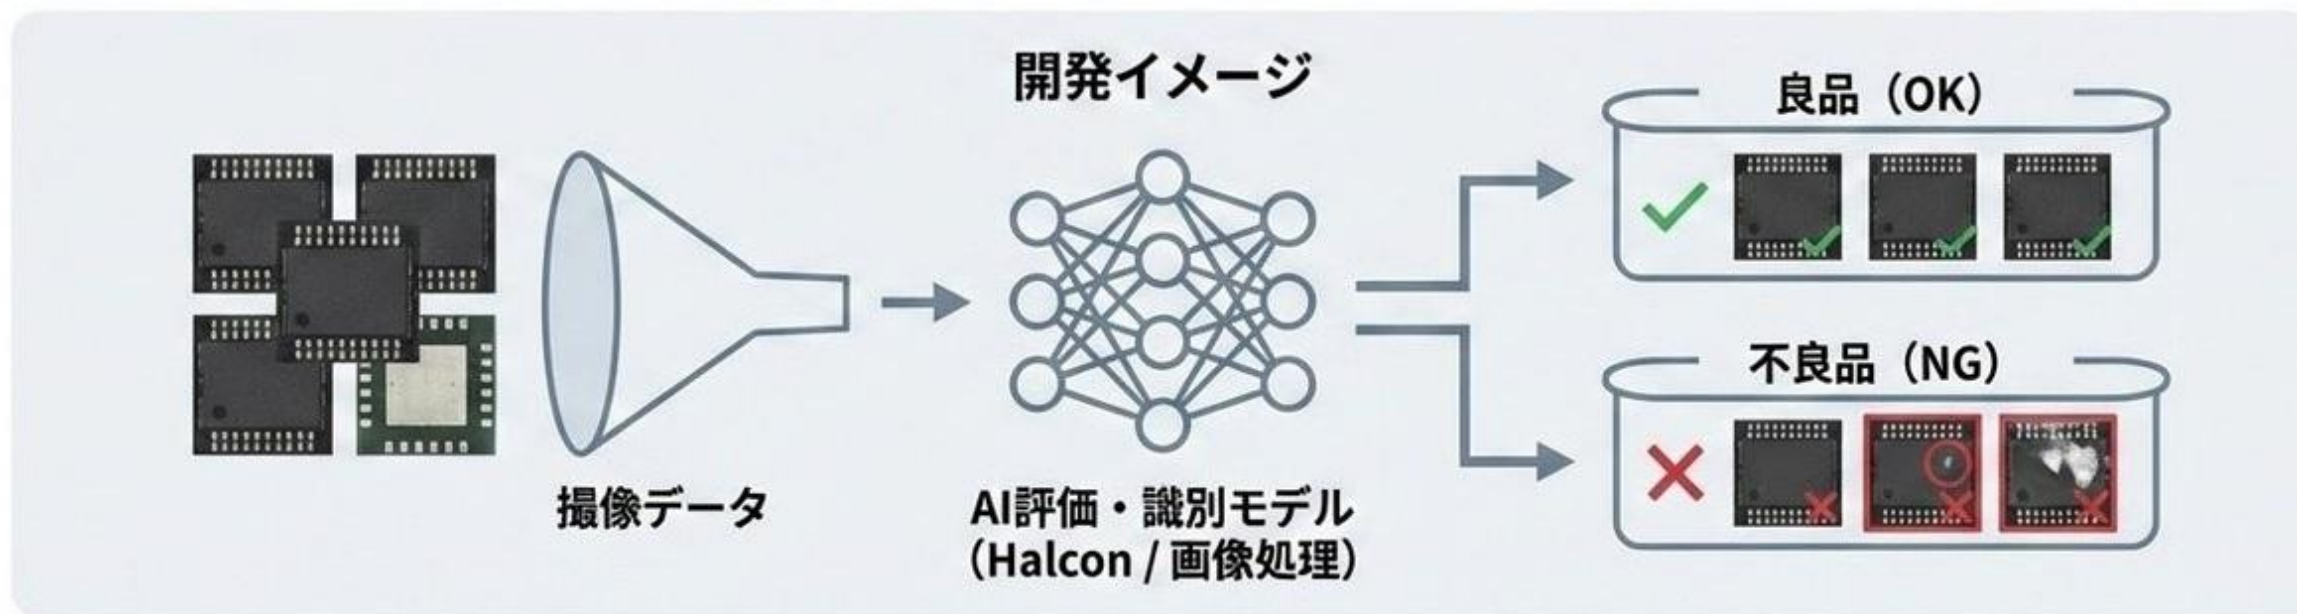 開発イメージ
撮像データ
AI評価・識別モデル
（Halcon / 画像処理）
良品（OK）
不良品（NG）